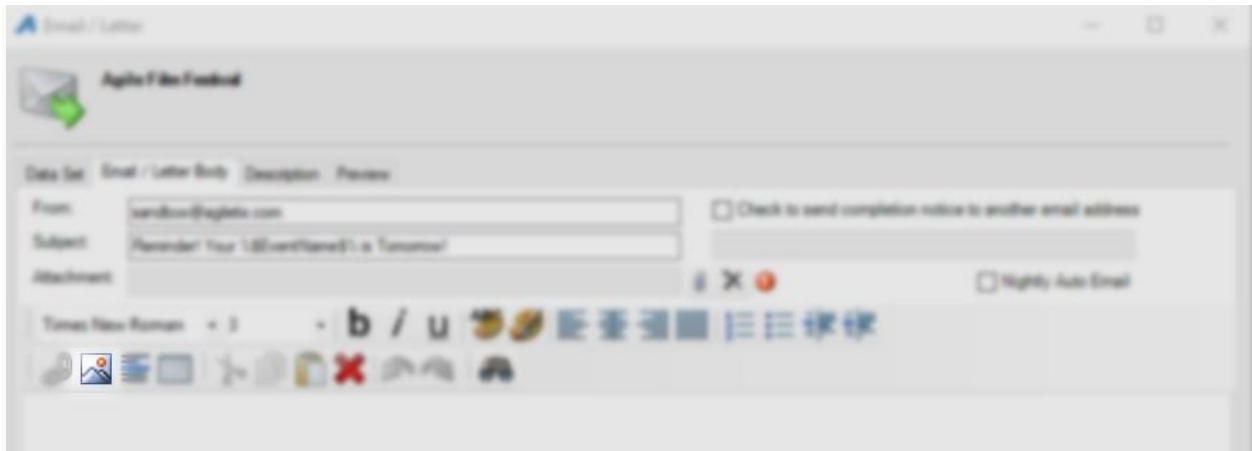 Email / Letter
Agile Film Festival
Data Set Email / Letter Body Description Preview
From: sandbox@agiletix.com Check to send completion notice to another email address
Subject: Reminder! Your \$EventName$\ is Tomorrow!
Attachment: Nightly Auto Email
Times New Roman 3 b i u